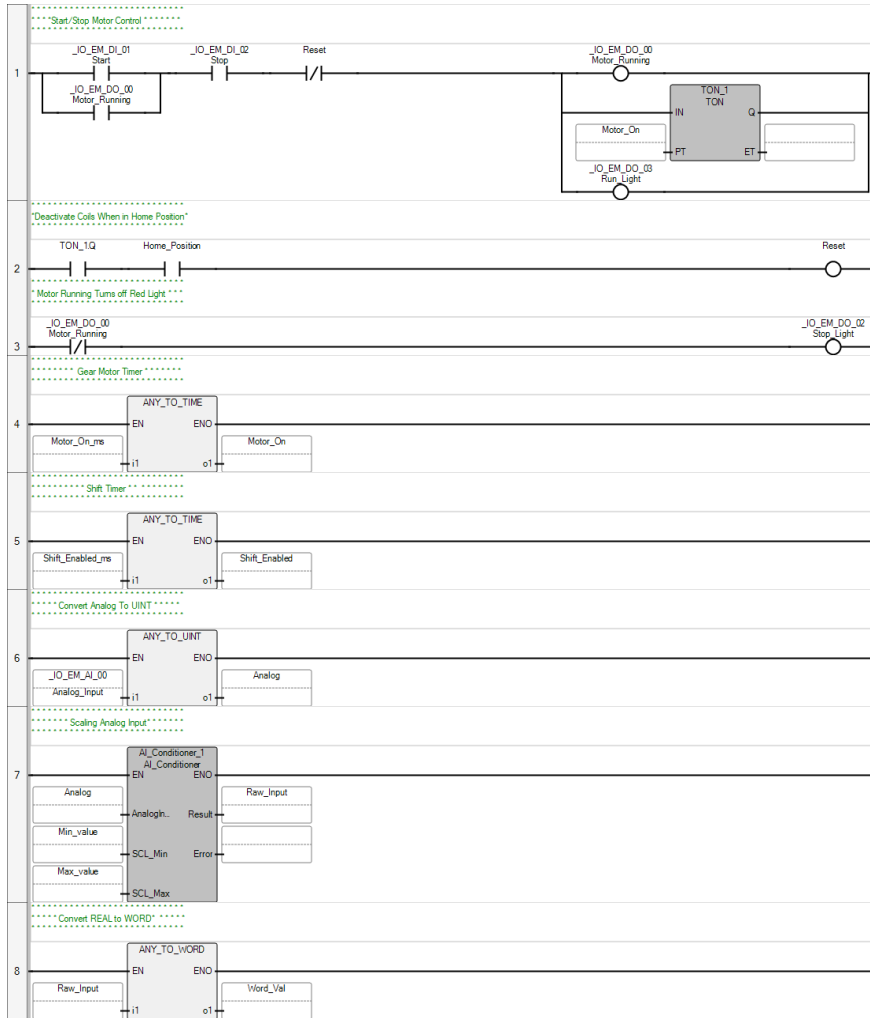 ****Start/Stop Motor Control*******
_IO_EM_DI_01
Start
_IO_EM_DI_02
Stop
Reset
_IO_EM_DO_00
Motor_Running
1
_IO_EM_DO_00
Motor_Running
TON_1
TON
IN
Q
Motor_On
PT
ET
_IO_EM_DO_03
Run_Light
"Deactivate Coils When in Home Position"
TON_1.Q
Home_Position
Reset
2
* Motor Running Turns off Red Light ***
_IO_EM_DO_00
Motor_Running
_IO_EM_DO_02
Stop_Light
3
******** Gear Motor Timer *******
ANY_TO_TIME
4
EN
ENO
Motor_On_ms
Motor_On
i1
o1
********** Shift Timer ** ********
ANY_TO_TIME
5
EN
ENO
Shift_Enabled_ms
Shift_Enabled
i1
o1
***** Convert Analog To UINT *****
ANY_TO_UINT
6
EN
ENO
_IO_EM_AI_00
Analog_Input
Analog
i1
o1
******* Scaling Analog Input*******
AI_Conditioner_1
AI_Conditioner
7
EN
ENO
Analog
Raw_Input
AnalogIn..
Result
Min_value
SCL_Min
Error
Max_value
SCL_Max
***** Convert REAL to WORD* *****
ANY_TO_WORD
8
EN
ENO
Raw_Input
Word_Val
i1
o1